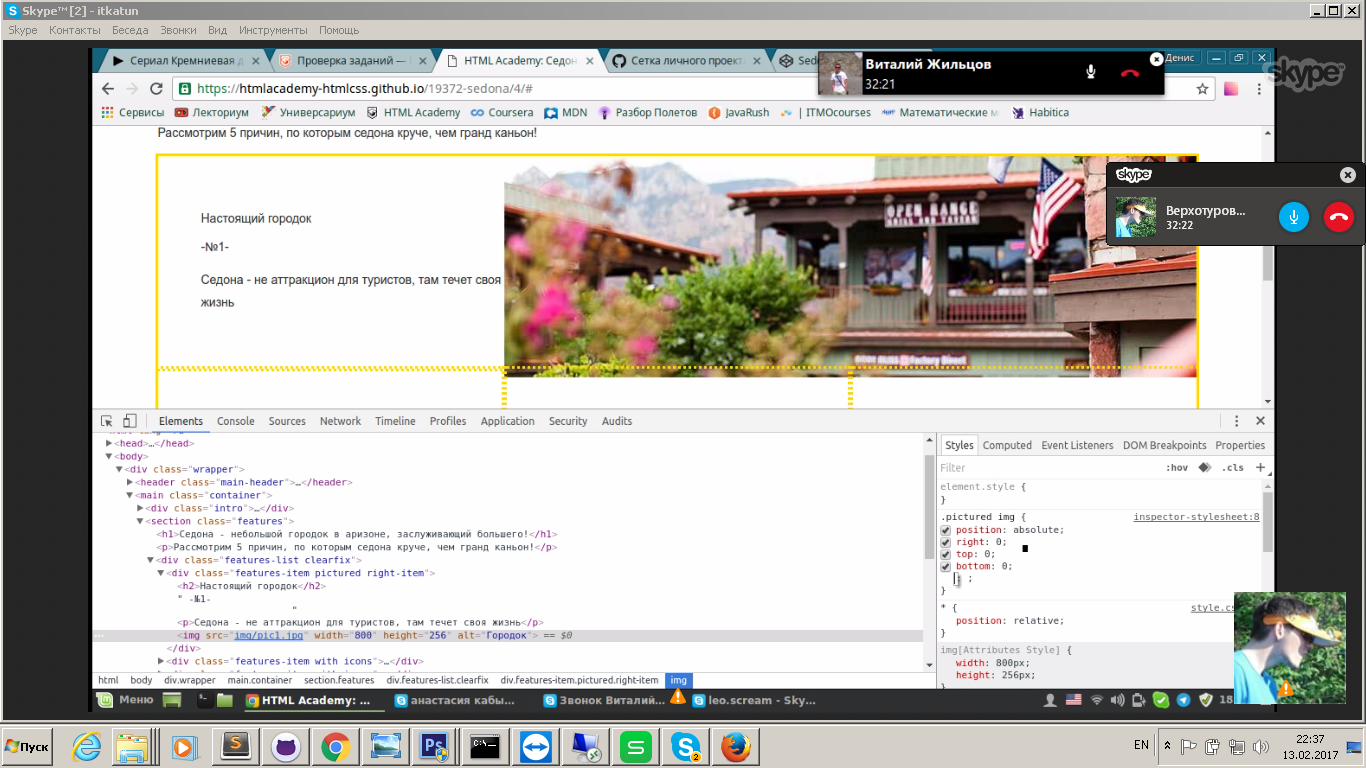 Skype™ [2] - itkatun
Skype Контакты Беседа Звонки Вид Инструменты Помощь
Сериал Кремниевая д
Проверка заданий —
HTML Academy: Седон
Сетка личного проект
Sed
Денис
Виталий Жильцов
32:21
skype
https://htmlacademy-htmlcss.github.io/19372-sedona/4/#
Сервисы Лекториум Универсариум HTML Academy Coursera MDN Разбор Полетов JavaRush | ITMOcourses Математические м Habitica
Рассмотрим 5 причин, по которым седона круче, чем гранд каньон!
skype
Верхотуров...
32:22
Настоящий городок
-№1-
Седона - не аттракцион для туристов, там течет своя
жизнь
OPEN RANGE
Elements Console Sources Network Timeline Profiles Application Security Audits
<head>…</head>
<body>
<div class="wrapper">
<header class="main-header">…</header>
<main class="container">
<div class="intro">…</div>
<section class="features">
<h1>Седона - небольшой городок в аризоне, заслуживающий большего!</h1>
<p>Рассмотрим 5 причин, по которым седона круче, чем гранд каньон!</p>
<div class="features-list clearfix">
<div class="features-item pictured right-item">
<h2>Настоящий городок</h2>
" -№1-
"
<p>Седона - не аттракцион для туристов, там течет своя жизнь</p>
<img src="img/pic1.jpg" width="800" height="256" alt="Городок"> == $0
</div>
<div class="features-item with icons">…</div>
html body div.wrapper main.container section.features div.features-list.clearfix div.features-item.pictured.right-item img
Styles Computed Event Listeners DOM Breakpoints Properties
Filter :hov .cls +
element.style {
}
.pictured img { inspector-stylesheet:8
position: absolute;
right: 0;
top: 0;
bottom: 0;
: ;
}
* { style.cs
position: relative;
}
img[Attributes Style] {
width: 800px;
height: 256px;
}
Меню
HTML Academy: ...
анастасия кабы...
Звонок Виталий...
leo.scream - Sky...
18
Пуск
2
EN
22:37
13.02.2017